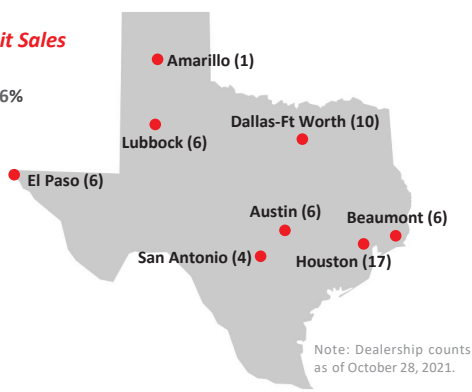 it Sales
6%
Amarillo (1)
Lubbock (6)
Dallas-Ft Worth (10)
El Paso (6)
Austin (6)
Beaumont (6)
San Antonio (4)
Houston (17)
Note: Dealership counts
as of October 28, 2021.